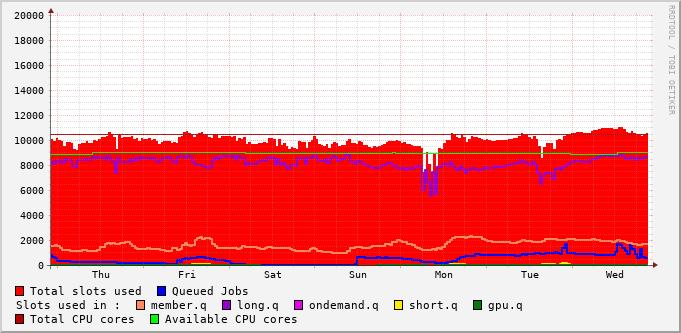 20000
18000
16000
14000
12000
10000
8000
6000
4000
2000
0
Thu Fri Sat Sun Mon Tue Wed
RRDTOOL / TOBI OETIKER
Total slots used Queued Jobs
Slots used in : member.q long.q ondemand.q short.q gpu.q
Total CPU cores Available CPU cores